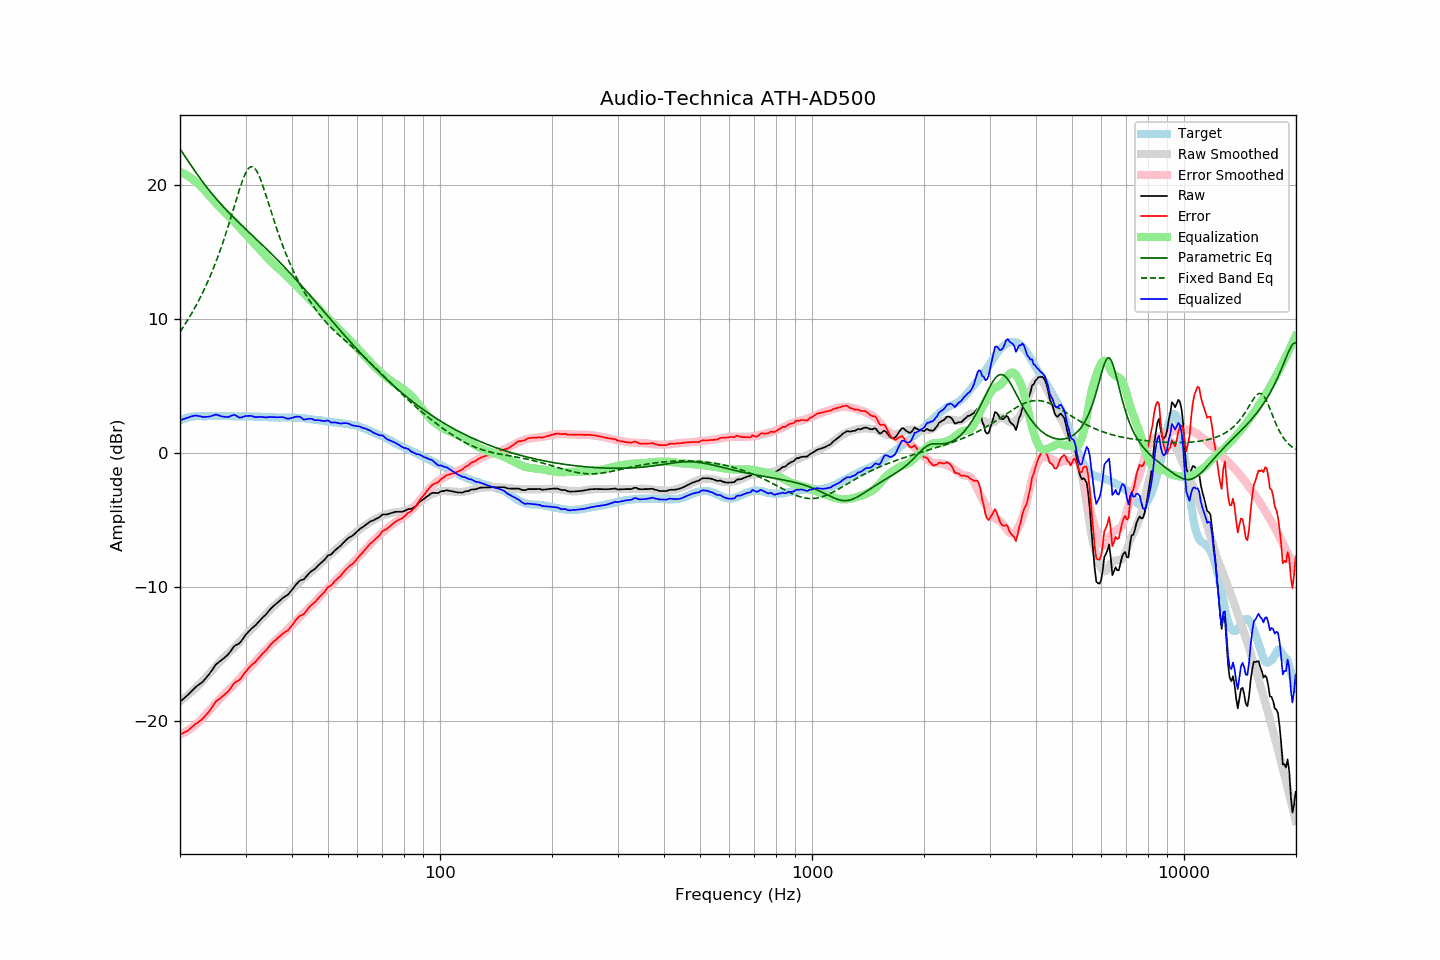 Audio-Technica ATH-AD500
Target
Raw Smoothed
Error Smoothed
Raw
Error
Equalization
Parametric Eq
Fixed Band Eq
Equalized
20
10
0
−10
−20
Amplitude (dBr)
100
1000
10000
Frequency (Hz)